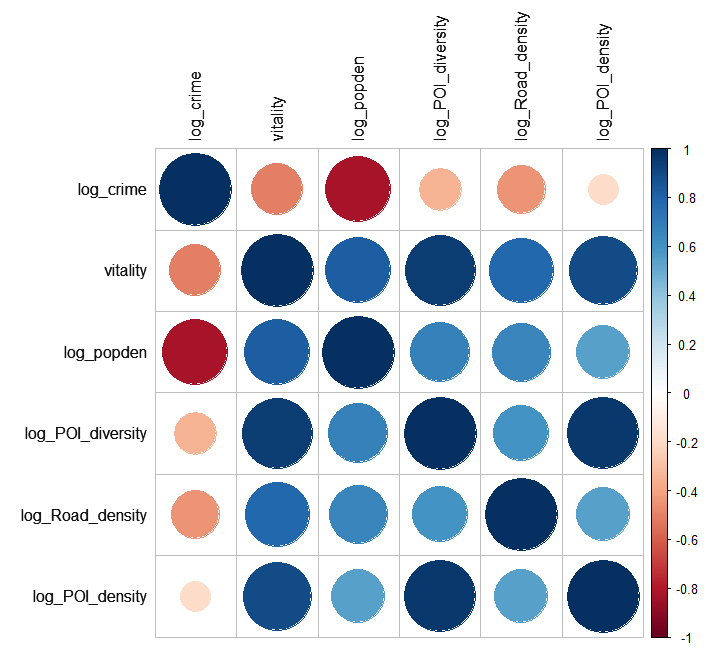 log_crime
vitality
log_popden
log_POI_diversity
log_Road_density
log_POI_density
log_crime
vitality
log_popden
log_POI_diversity
log_Road_density
log_POI_density
1
0.8
0.6
0.4
0.2
0
-0.2
-0.4
-0.6
-0.8
-1